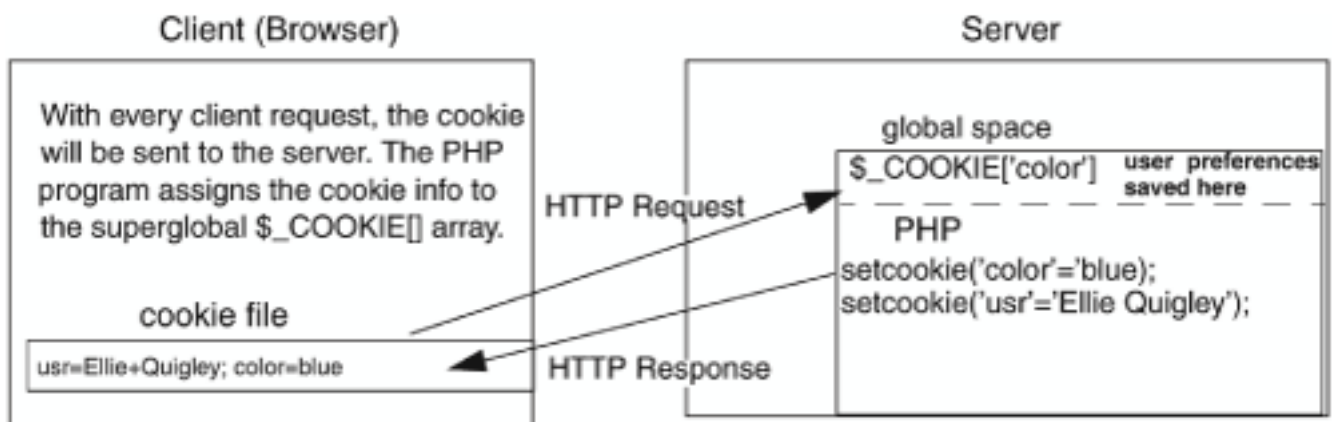 Client (Browser)
With every client request, the cookie
will be sent to the server. The PHP
program assigns the cookie info to
the superglobal $_COOKIE[] array.
cookie file
usr=Ellie+Quigley; color=blue
HTTP Request
HTTP Response
Server
global space
$_COOKIE['color']
user preferences
saved here
PHP
setcookie('color'='blue);
setcookie('usr'='Ellie Quigley');